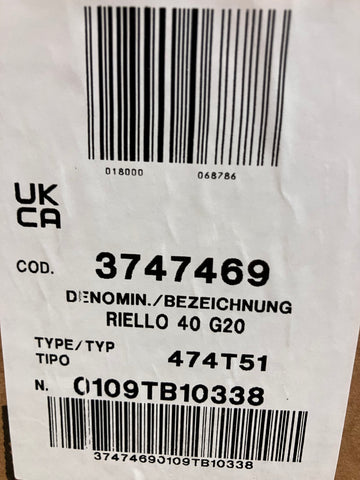 018000 068786
UK
CA
COD. 3747469
DENOMIN./BEZEICHNUNG
RIELLO 40 G20
TYPE/TYP
TIPO 474T51
N. 0109TB10338
37474690109TB10338